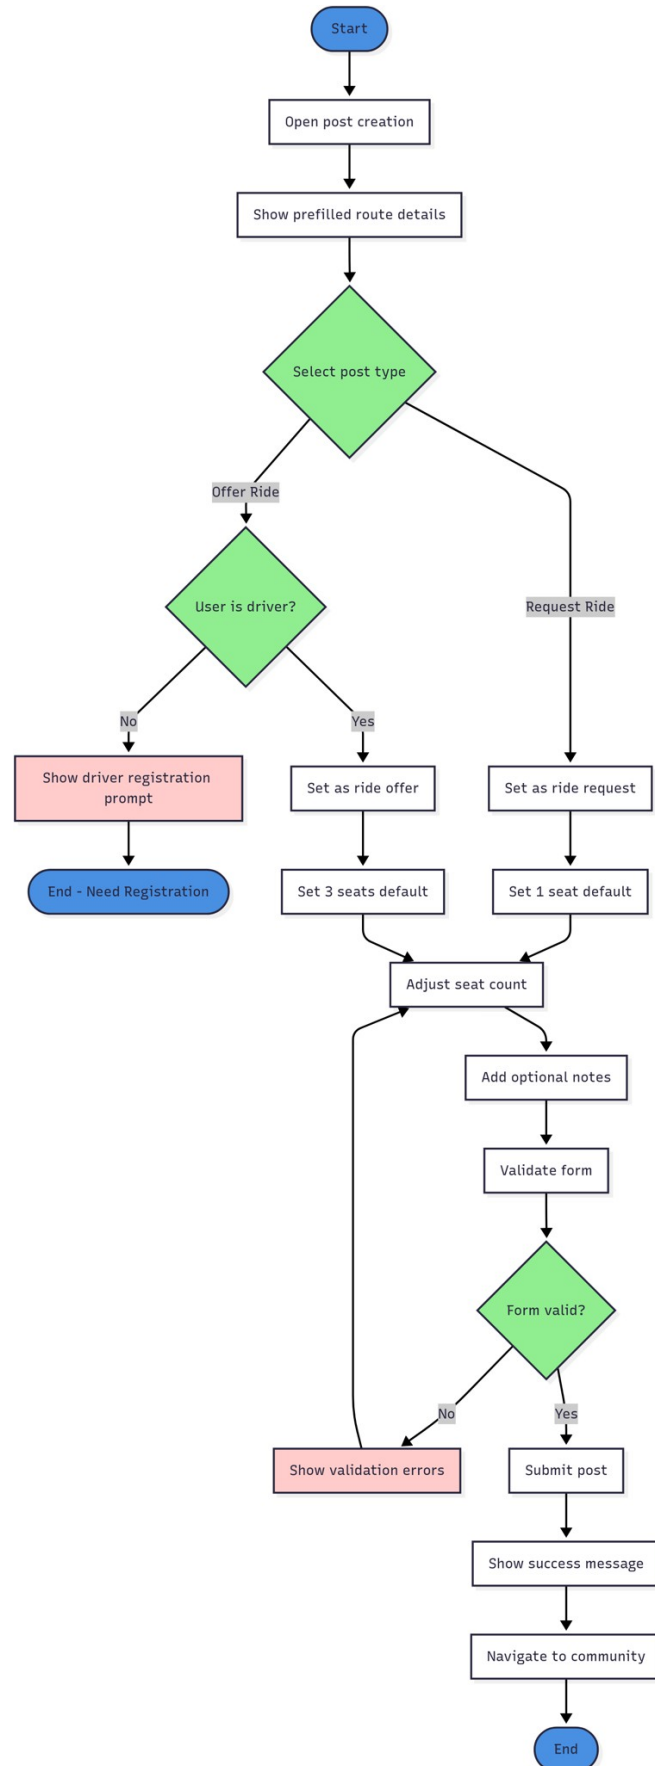 Start
Open post creation
Show prefilled route details
Select post type
Offer Ride
User is driver?
Request Ride
No
Yes
Show driver registration
prompt
Set as ride offer
Set as ride request
End - Need Registration
Set 3 seats default
Set 1 seat default
Adjust seat count
Add optional notes
Validate form
Form valid?
No
Yes
Show validation errors
Submit post
Show success message
Navigate to community
End